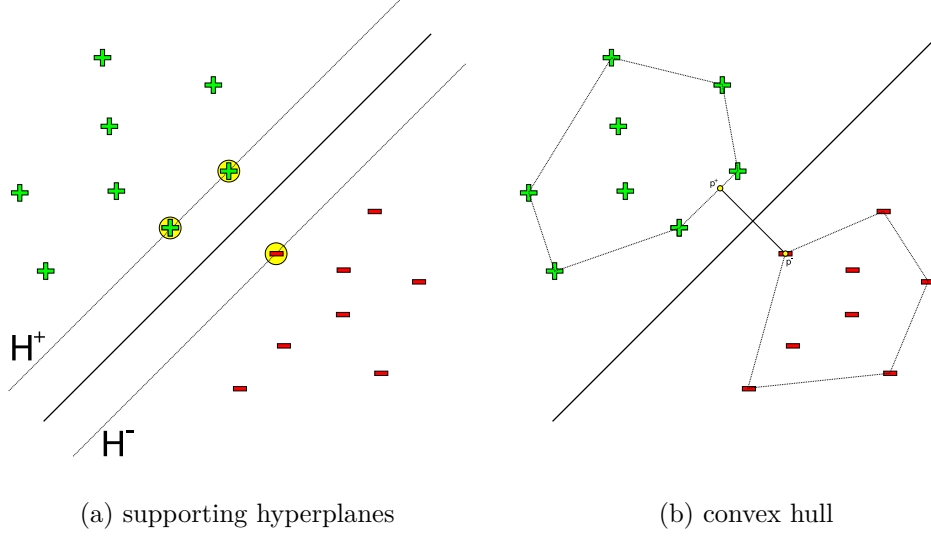 H+
H-
p+
p-
(a) supporting hyperplanes
(b) convex hull